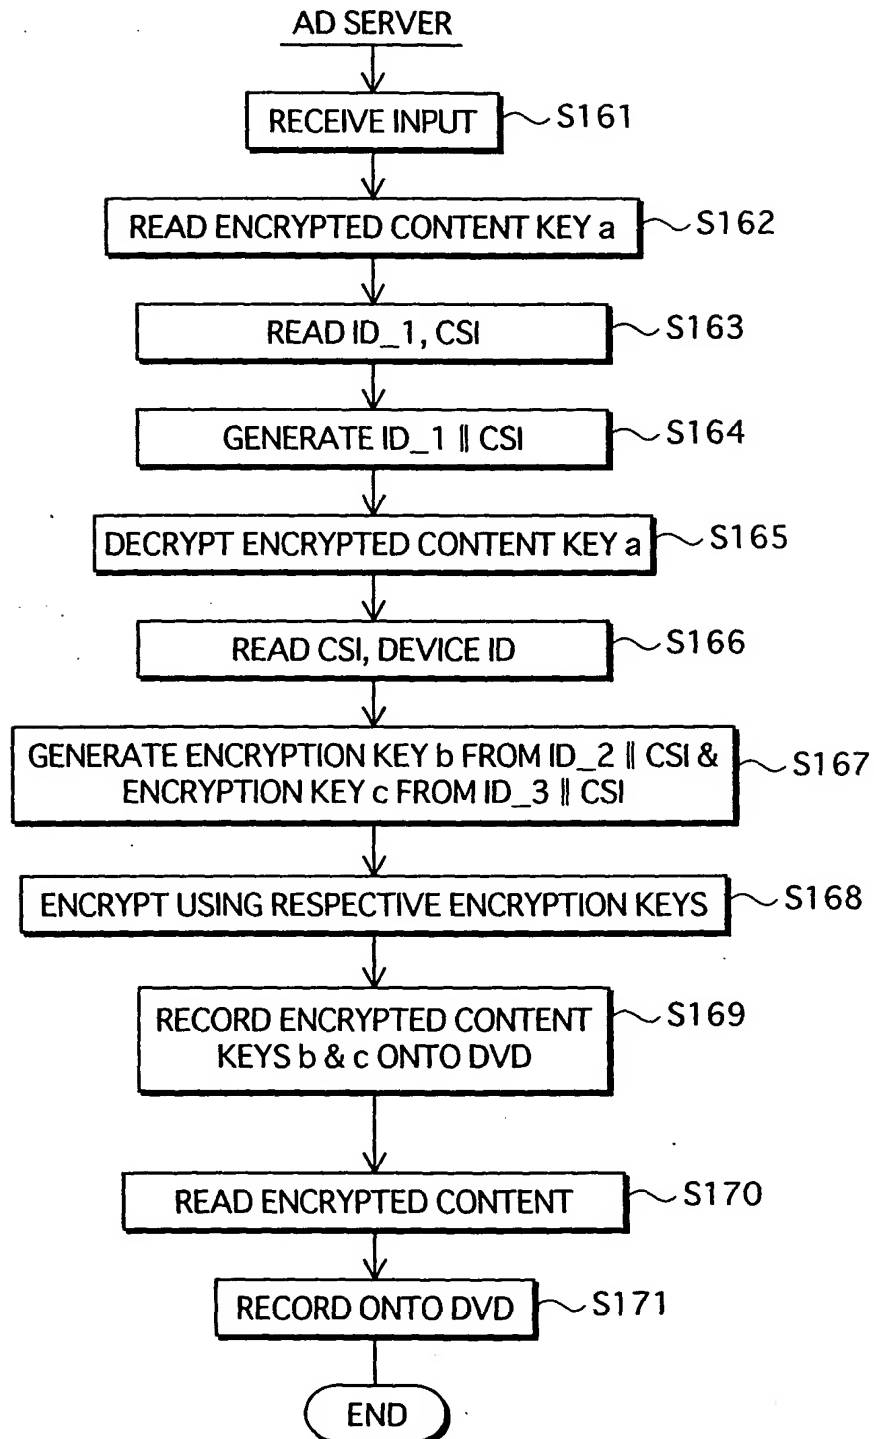 AD SERVER
RECEIVE INPUT
S161
READ ENCRYPTED CONTENT KEY a
S162
READ ID_1, CSI
S163
GENERATE ID_1 || CSI
S164
DECRYPT ENCRYPTED CONTENT KEY a
S165
READ CSI, DEVICE ID
S166
GENERATE ENCRYPTION KEY b FROM ID_2 || CSI &
ENCRYPTION KEY c FROM ID_3 || CSI
S167
ENCRYPT USING RESPECTIVE ENCRYPTION KEYS
S168
RECORD ENCRYPTED CONTENT
KEYS b & c ONTO DVD
S169
READ ENCRYPTED CONTENT
S170
RECORD ONTO DVD
S171
END